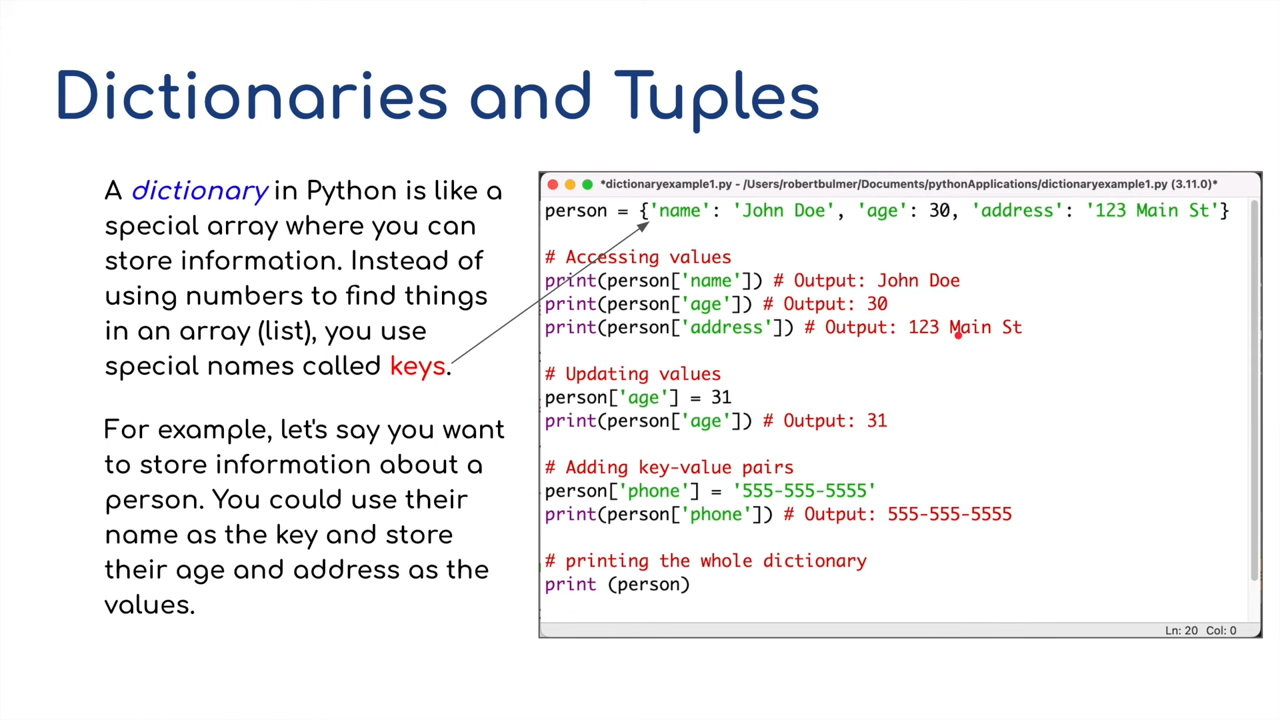 Dictionaries and Tuples
A dictionary in Python is like a
special array where you can
store information. Instead of
using numbers to find things
in an array (list), you use
special names called keys.
For example, let's say you want
to store information about a
person. You could use their
name as the key and store
their age and address as the
values.
*dictionaryexample1.py - /Users/robertbulmer/Documents/pythonApplications/dictionaryexample1.py (3.11.0)*
person = {'name': 'John Doe', 'age': 30, 'address': '123 Main St'}
# Accessing values
print(person['name']) # Output: John Doe
print(person['age']) # Output: 30
print(person['address']) # Output: 123 Main St
# Updating values
person['age'] = 31
print(person['age']) # Output: 31
# Adding key-value pairs
person['phone'] = '555-555-5555'
print(person['phone']) # Output: 555-555-5555
# printing the whole dictionary
print (person)
Ln: 20 Col: 0